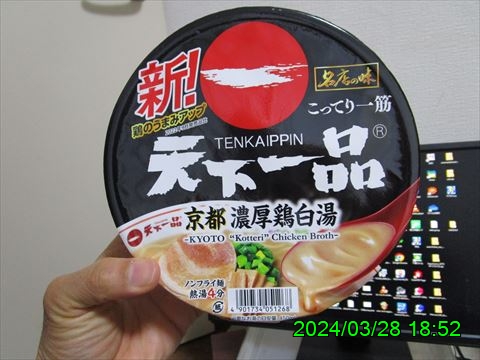 新!
鶏のうまみアップ
名店の味
こってり一筋
TENKAIPPIN
天下一品®
京都 濃厚鶏白湯
-KYOTO "Kotteri" Chicken Broth-
天下一品
ノンフライ麺
熱湯4分
4901734051268
2024/03/28 18:52